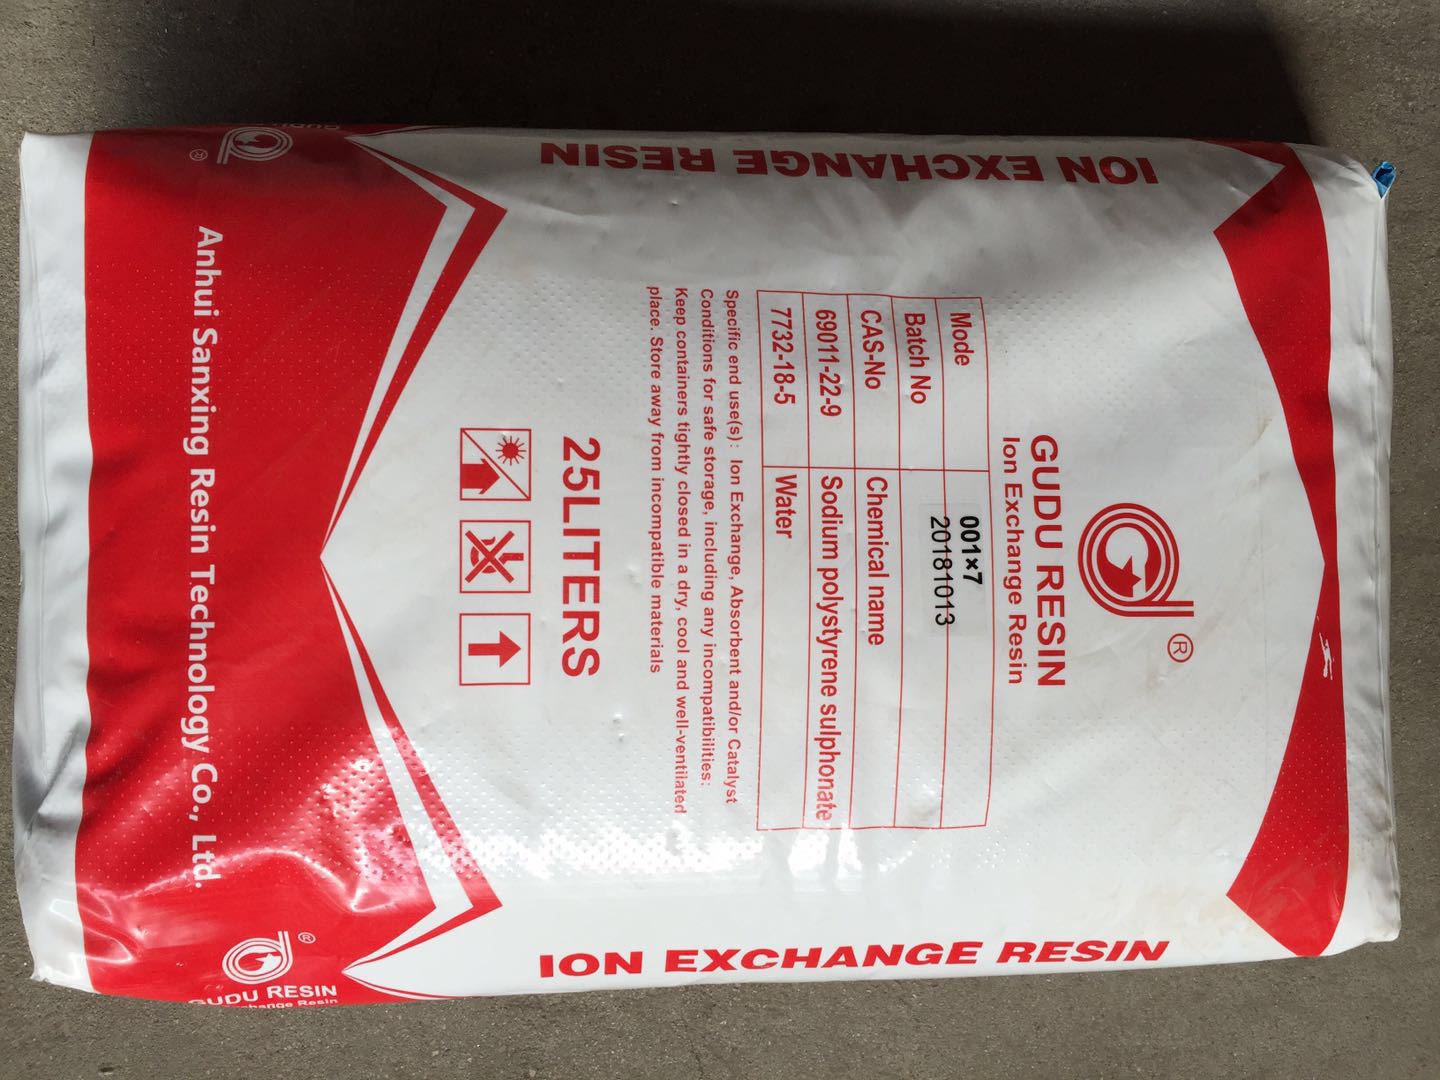 ION EXCHANGE RESIN
®
GUDU RESIN
Ion Exchange Resin
Mode 001×7
Batch No 20181013
CAS-No Chemical name
69011-22-9 Sodium polystyrene sulphonate
7732-18-5 Water
Specific end use(s): Ion Exchange, Absorbent and/or Catalyst
Conditions for safe storage, including any incompatibilities:
Keep containers tightly closed in a dry, cool and well-ventilated
place. Store away from incompatible materials
25LITERS
Anhui Sanxing Resin Technology Co., Ltd.
ION EXCHANGE RESIN
®
GUDU RESIN
Exchange Resin
®
GUDU